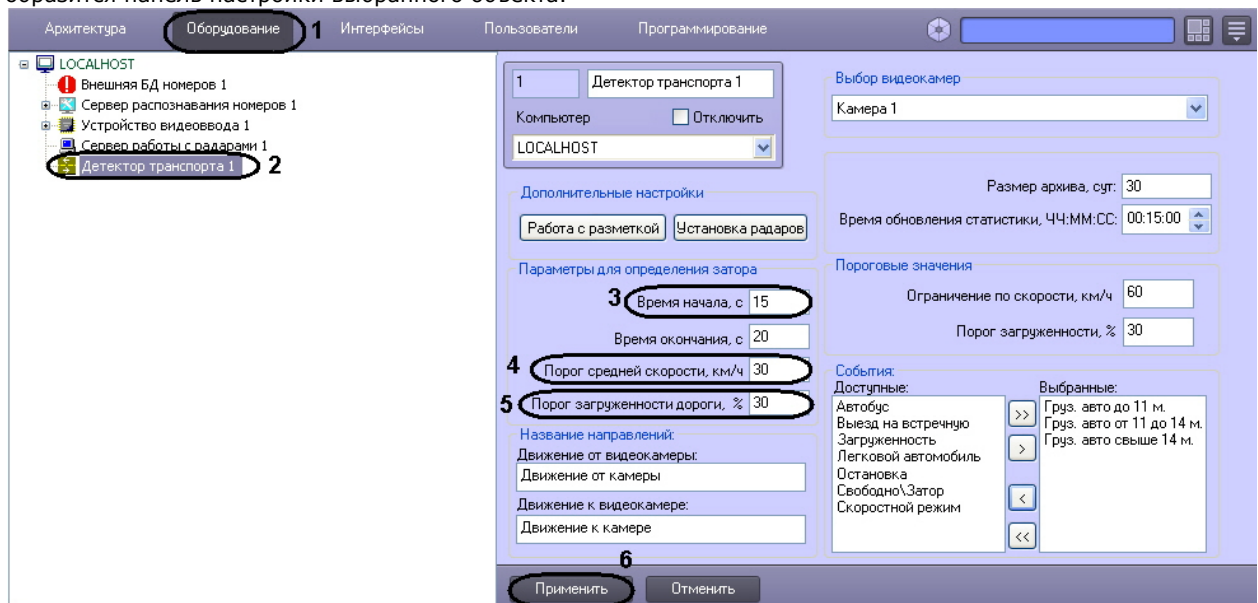 образится панель настройки выбранного объекта.
Архитектура Оборудование 1 Интерфейсы Пользователи Программирование
LOCALHOST
Внешняя БД номеров 1
Сервер распознавания номеров 1
Устройство видеоввода 1
Сервер работы с радарами 1
Детектор транспорта 1 2
1 Детектор транспорта 1
Компьютер Отключить
LOCALHOST
Дополнительные настройки
Работа с разметкой Установка радаров
Параметры для определения затора
3 Время начала, с 15
Время окончания, с 20
4 Порог средней скорости, км/ч 30
5 Порог загруженности дороги, % 30
Название направлений:
Движение от видеокамеры:
Движение от камеры
Движение к видеокамере:
Движение к камере
Выбор видеокамер
Камера 1
Размер архива, сут: 30
Время обновления статистики, ЧЧ:ММ:СС: 00:15:00
Пороговые значения
Ограничение по скорости, км/ч 60
Порог загруженности, % 30
События:
Доступные:
Автобус
Выезд на встречную
Загруженность
Легковой автомобиль
Остановка
Свободно\Затор
Скоростной режим
>>
>
<
<<
Выбранные:
Груз. авто до 11 м.
Груз. авто от 11 до 14 м.
Груз. авто свыше 14 м.
6
Применить Отменить